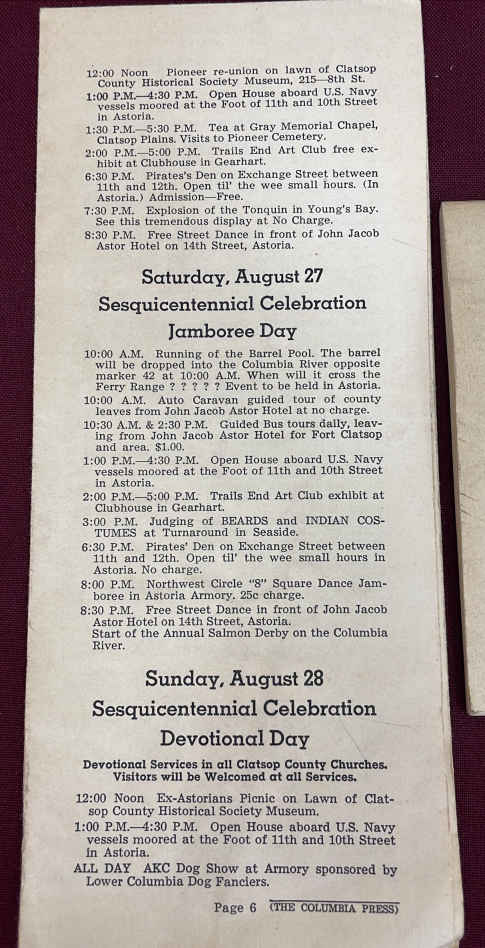 12:00 Noon Pioneer re-union on lawn of Clatsop
County Historical Society Museum, 215—8th St.
1:00 P.M.—4:30 P.M. Open House aboard U.S. Navy
vessels moored at the Foot of 11th and 10th Street
in Astoria.
1:30 P.M.—5:30 P.M. Tea at Gray Memorial Chapel,
Clatsop Plains. Visits to Pioneer Cemetery.
2:00 P.M.—5:00 P.M. Trails End Art Club free ex-
hibit at Clubhouse in Gearhart.
6:30 P.M. Pirates's Den on Exchange Street between
11th and 12th. Open til' the wee small hours. (In
Astoria.) Admission—Free.
7:30 P.M. Explosion of the Tonquin in Young's Bay.
See this tremendous display at No Charge.
8:30 P.M. Free Street Dance in front of John Jacob
Astor Hotel on 14th Street, Astoria.
Saturday, August 27
Sesquicentennial Celebration
Jamboree Day
10:00 A.M. Running of the Barrel Pool. The barrel
will be dropped into the Columbia River opposite
marker 42 at 10:00 A.M. When will it cross the
Ferry Range ? ? ? ? ? Event to be held in Astoria.
10:00 A.M. Auto Caravan guided tour of county
leaves from John Jacob Astor Hotel at no charge.
10:30 A.M. & 2:30 P.M. Guided Bus tours daily, leav-
ing from John Jacob Astor Hotel for Fort Clatsop
and area. $1.00.
1:00 P.M.—4:30 P.M. Open House aboard U.S. Navy
vessels moored at the Foot of 11th and 10th Street
in Astoria.
2:00 P.M.—5:00 P.M. Trails End Art Club exhibit at
Clubhouse in Gearhart.
3:00 P.M. Judging of BEARDS and INDIAN COS-
TUMES at Turnaround in Seaside.
6:30 P.M. Pirates' Den on Exchange Street between
11th and 12th. Open til' the wee small hours in
Astoria. No charge.
8:00 P.M. Northwest Circle "8" Square Dance Jam-
boree in Astoria Armory. 25c charge.
8:30 P.M. Free Street Dance in front of John Jacob
Astor Hotel on 14th Street, Astoria.
Start of the Annual Salmon Derby on the Columbia
River.
Sunday, August 28
Sesquicentennial Celebration
Devotional Day
Devotional Services in all Clatsop County Churches.
Visitors will be Welcomed at all Services.
12:00 Noon Ex-Astorians Picnic on Lawn of Clat-
sop County Historical Society Museum.
1:00 P.M.—4:30 P.M. Open House aboard U.S. Navy
vessels moored at the Foot of 11th and 10th Street
in Astoria.
ALL DAY AKC Dog Show at Armory sponsored by
Lower Columbia Dog Fanciers.
Page 6 (THE COLUMBIA PRESS)